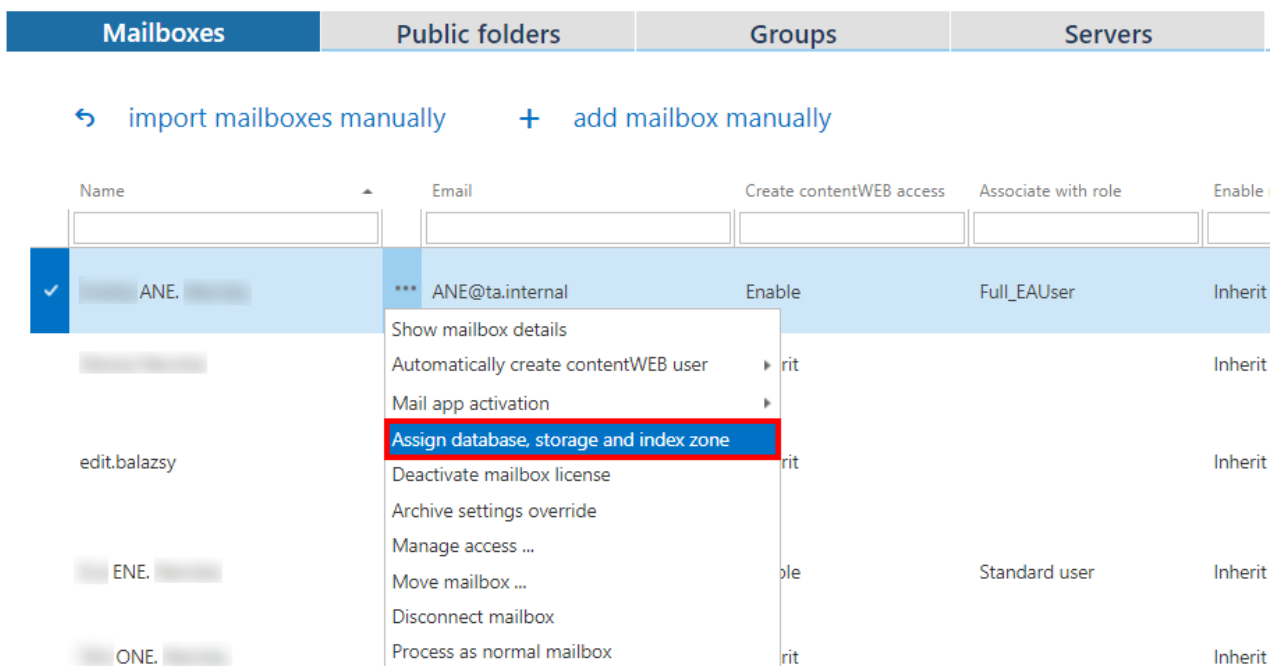 Mailboxes Public folders Groups Servers
import mailboxes manually + add mailbox manually
Name Email Create contentWEB access Associate with role Enable
ANE. ... ANE@ta.internal Enable Full_EAUser Inherit
Show mailbox details
Automatically create contentWEB user rit Inherit
Mail app activation
Assign database, storage and index zone
edit.balazsy rit Inherit
Deactivate mailbox license
Archive settings override
Manage access ...
ENE. ble Standard user Inherit
Move mailbox ...
Disconnect mailbox
ONE. Process as normal mailbox rit Inherit